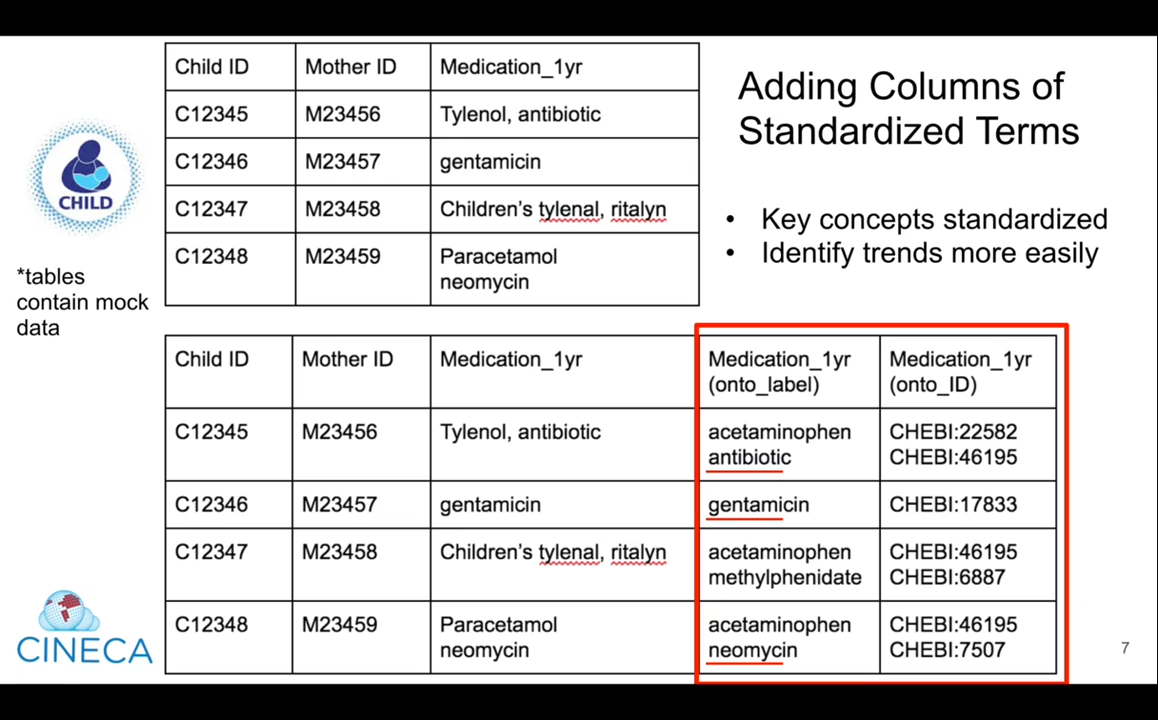 Child ID Mother ID Medication_1yr
C12345 M23456 Tylenol, antibiotic
C12346 M23457 gentamicin
C12347 M23458 Children's tylenal, ritalyn
C12348 M23459 Paracetamol
neomycin
Adding Columns of
Standardized Terms
• Key concepts standardized
• Identify trends more easily
CHILD
*tables
contain mock
data
Child ID Mother ID Medication_1yr Medication_1yr Medication_1yr
(onto_label) (onto_ID)
C12345 M23456 Tylenol, antibiotic acetaminophen CHEBI:22582
antibiotic CHEBI:46195
C12346 M23457 gentamicin gentamicin CHEBI:17833
C12347 M23458 Children's tylenal, ritalyn acetaminophen CHEBI:46195
methylphenidate CHEBI:6887
C12348 M23459 Paracetamol acetaminophen CHEBI:46195
neomycin neomycin CHEBI:7507
CINECA
7